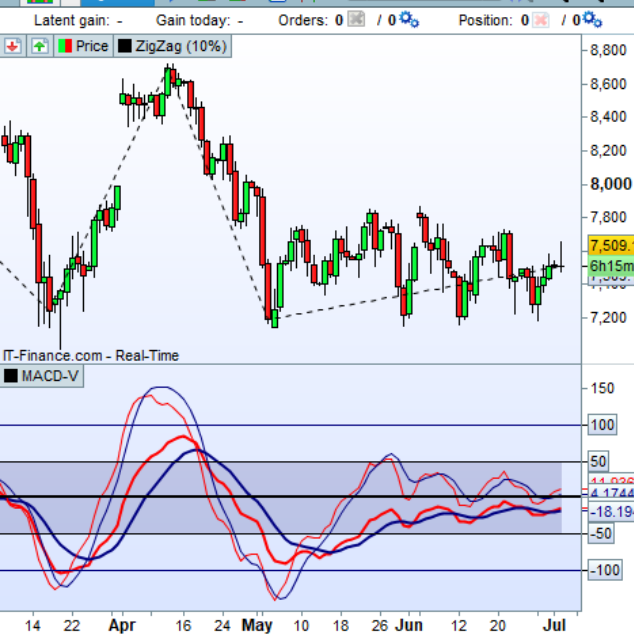 Latent gain: - Gain today: - Orders: 0 / 0 Position: 0 / 0
Price ZigZag (10%)
8,800
8,600
8,400
8,200
8,000
7,800
7,509.
6h15m
7,200
IT-Finance.com - Real-Time
MACD-V
150
100
50
4.1744
-18.194
-50
-100
14 22 Apr 16 24 May 10 18 26 Jun 12 20 Jul